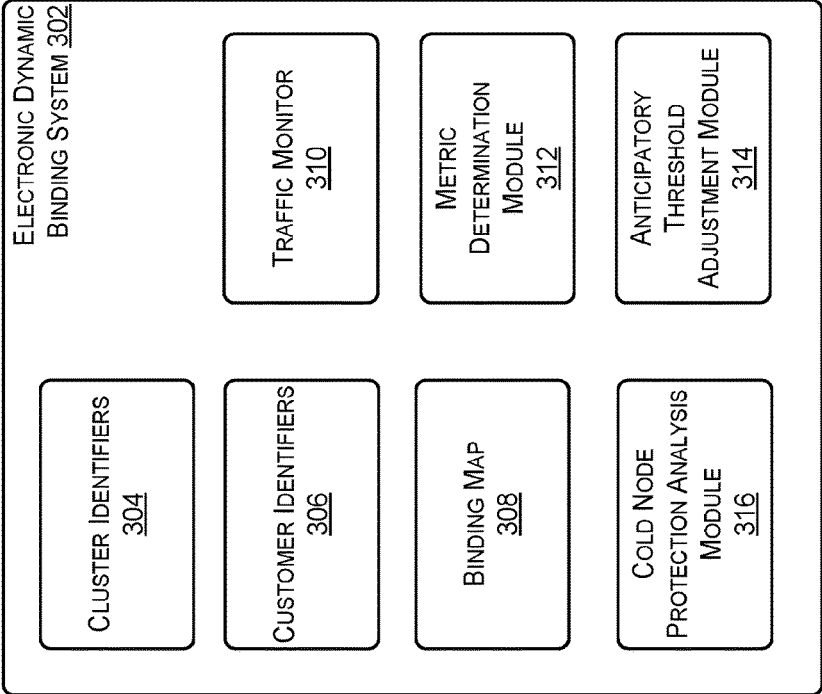 ELECTRONIC DYNAMIC
BINDING SYSTEM 302
CLUSTER IDENTIFIERS
304
CUSTOMER IDENTIFIERS
306
BINDING MAP
308
COLD NODE
PROTECTION ANALYSIS
MODULE
316
TRAFFIC MONITOR
310
METRIC
DETERMINATION
MODULE
312
ANTICIPATORY
THRESHOLD
ADJUSTMENT MODULE
314